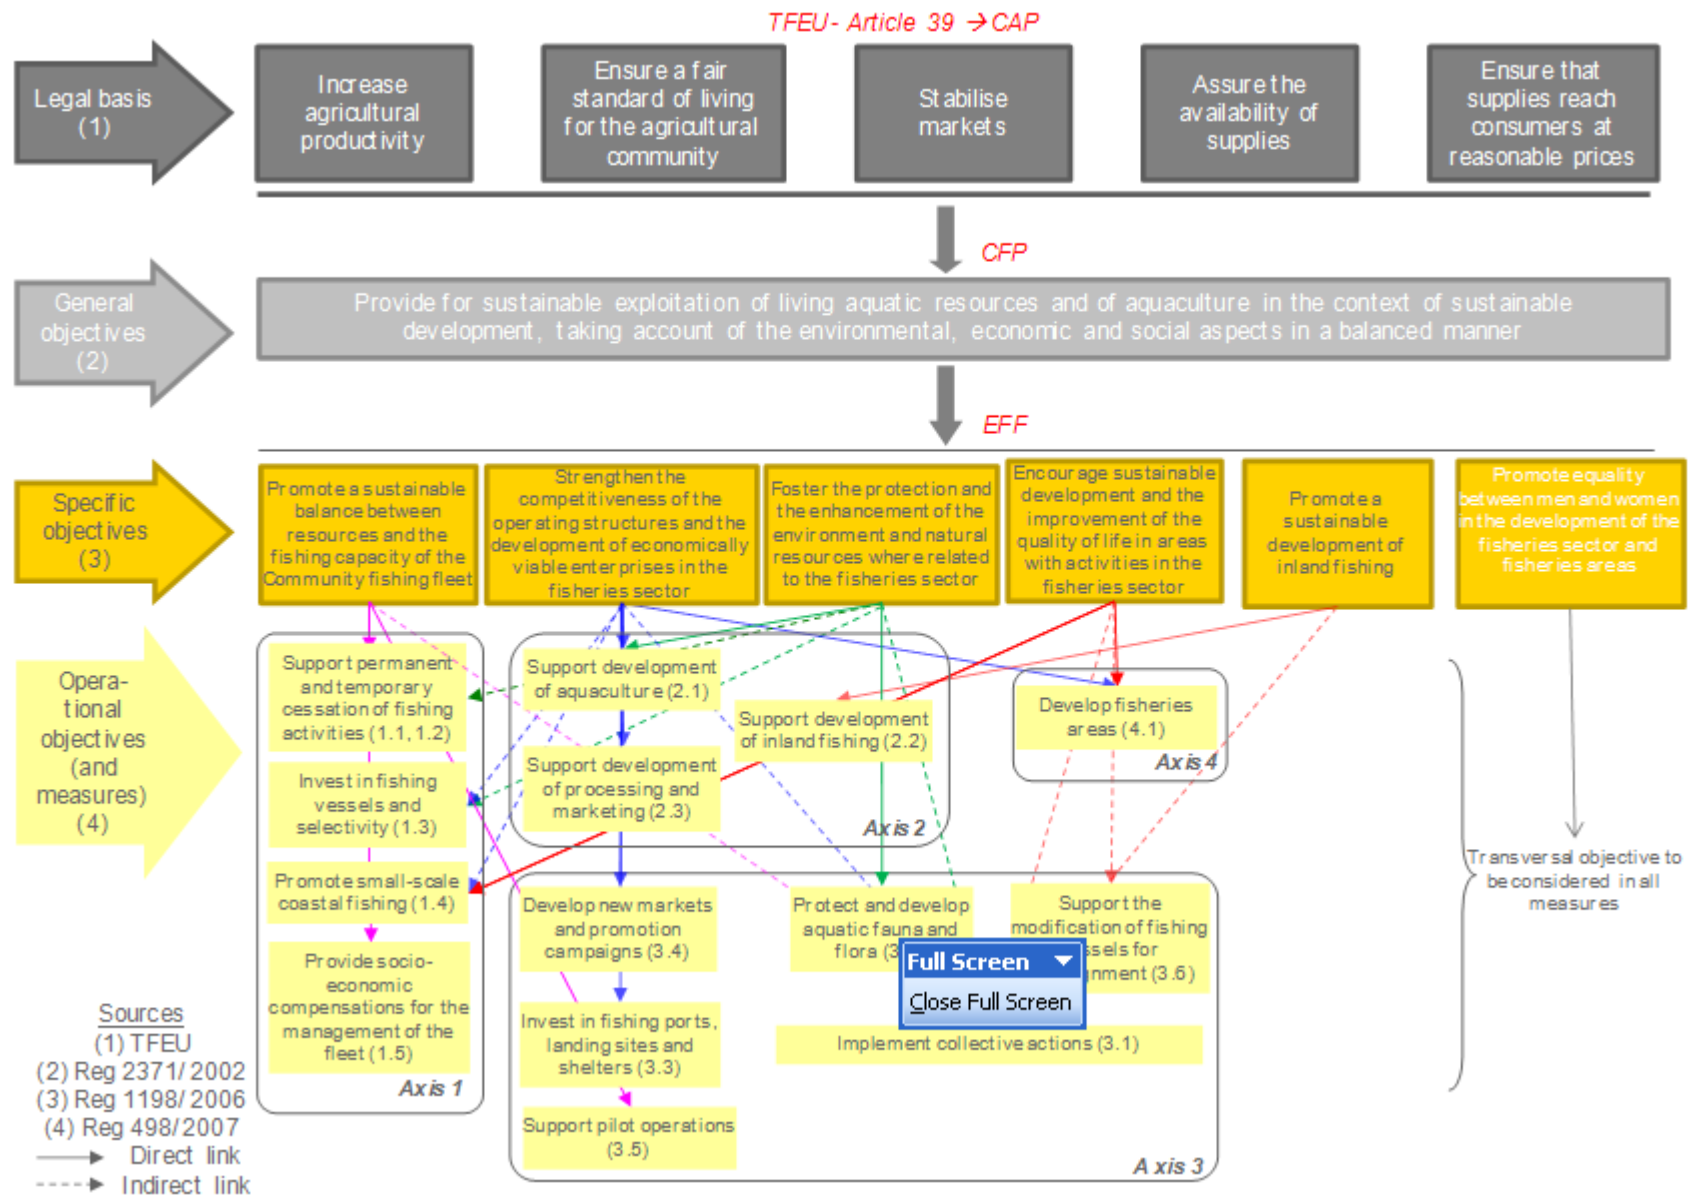 TFEU - Article 39 → CAP
Legal basis
(1)
Increase
agricultural
productivity
Ensure a fair
standard of living
for the agricultural
community
Stabilise
markets
Assure the
availability of
supplies
Ensure that
supplies reach
consumers at
reasonable prices
CFP
General
objectives
(2)
Provide for sustainable exploitation of living aquatic resources and of aquaculture in the context of sustainable
development, taking account of the environmental, economic and social aspects in a balanced manner
EFF
Specific
objectives
(3)
Promote a sustainable
balance between
resources and the
fishing capacity of the
Community fishing fleet
Strengthen the
competitiveness of the
operating structures and the
development of economically
viable enterprises in the
fisheries sector
Foster the protection and
the enhancement of the
environment and natural
resources where related
to the fisheries sector
Encourage sustainable
development and the
improvement of the
quality of life in areas
with activities in the
fisheries sector
Promote a
sustainable
development of
inland fishing
Promote equality
between men and women
in the development of the
fisheries sector and
fisheries areas
Opera-
tional
objectives
(and
measures)
(4)
Support permanent
and temporary
cessation of fishing
activities (1.1, 1.2)
Invest in fishing
vessels and
selectivity (1.3)
Promote small-scale
coastal fishing (1.4)
Provide socio-
economic
compensations for the
management of the
fleet (1.5)
Axis 1
Support development
of aquaculture (2.1)
Support development
of inland fishing (2.2)
Support development
of processing and
marketing (2.3)
Axis 2
Develop fisheries
areas (4.1)
Axis 4
Develop new markets
and promotion
campaigns (3.4)
Invest in fishing ports,
landing sites and
shelters (3.3)
Support pilot operations
(3.5)
Protect and develop
aquatic fauna and
flora (3
Support the
modification of fishing
ssels for
gnment (3.6)
Full Screen
Close Full Screen
Implement collective actions (3.1)
Axis 3
Transversal objective to
be considered in all
measures
Sources
(1) TFEU
(2) Reg 2371/2002
(3) Reg 1198/2006
(4) Reg 498/2007
Direct link
Indirect link